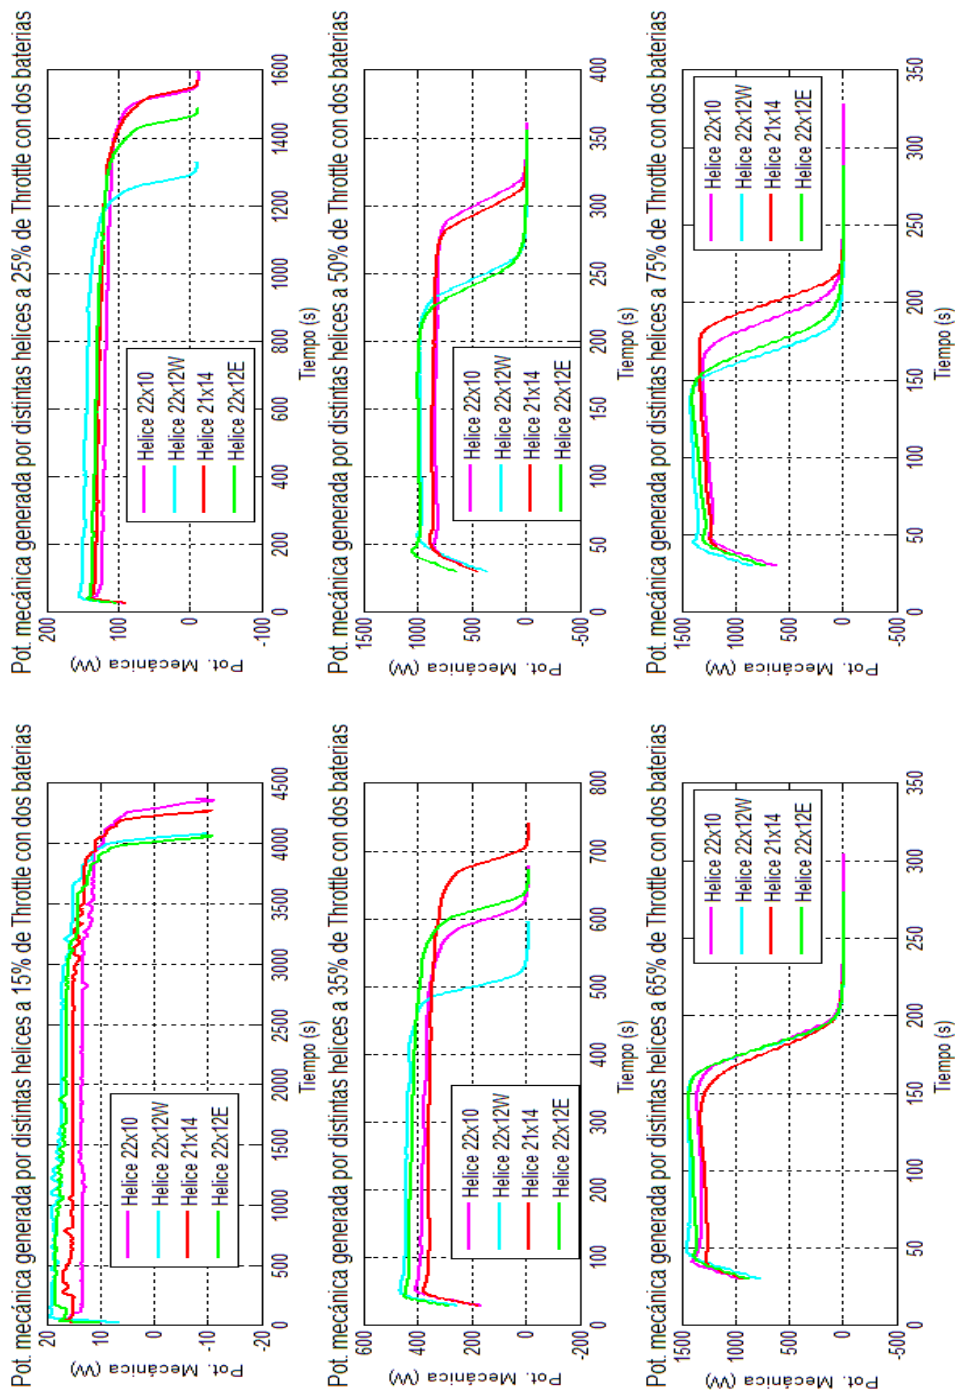 Pot. mecánica generada por distintas helices a 15% de Throttle con dos baterias
20
10
0
-10
-20
Pot. Mecánica (W)
Helice 22x10
Helice 22x12W
Helice 21x14
Helice 22x12E
0 500 1000 1500 2000 2500 3000 3500 4000 4500
Tiempo (s)
Pot. mecánica generada por distintas helices a 25% de Throttle con dos baterias
200
100
0
-100
Pot. Mecánica (W)
Helice 22x10
Helice 22x12W
Helice 21x14
Helice 22x12E
0 200 400 600 800 1000 1200 1400 1600
Tiempo (s)
Pot. mecánica generada por distintas helices a 35% de Throttle con dos baterias
600
400
200
0
-200
Pot. Mecánica (W)
Helice 22x10
Helice 22x12W
Helice 21x14
Helice 22x12E
0 100 200 300 400 500 600 700 800
Tiempo (s)
Pot. mecánica generada por distintas helices a 50% de Throttle con dos baterias
1500
1000
500
0
-500
Pot. Mecánica (W)
Helice 22x10
Helice 22x12W
Helice 21x14
Helice 22x12E
0 50 100 150 200 250 300 350 400
Tiempo (s)
Pot. mecánica generada por distintas helices a 65% de Throttle con dos baterias
1500
1000
500
0
-500
Pot. Mecánica (W)
Helice 22x10
Helice 22x12W
Helice 21x14
Helice 22x12E
0 50 100 150 200 250 300 350
Tiempo (s)
Pot. mecánica generada por distintas helices a 75% de Throttle con dos baterias
1500
1000
500
0
-500
Pot. Mecánica (W)
Helice 22x10
Helice 22x12W
Helice 21x14
Helice 22x12E
0 50 100 150 200 250 300 350
Tiempo (s)